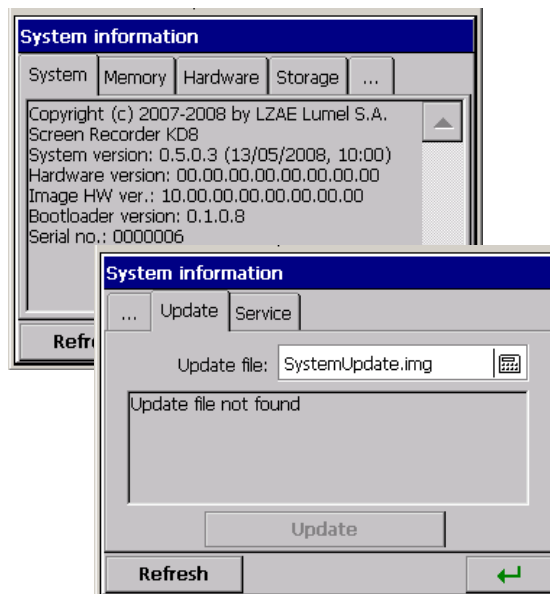 System information
System Memory Hardware Storage ...
Copyright (c) 2007-2008 by LZAE Lumel S.A.
Screen Recorder KD8
System version: 0.5.0.3 (13/05/2008, 10:00)
Hardware version: 00.00.00.00.00.00.00.00
Image HW ver.: 10.00.00.00.00.00.00.00
Bootloader version: 0.1.0.8
Serial no.: 0000006
Refr
System information
... Update Service
Update file: SystemUpdate.img
Update file not found
Update
Refresh